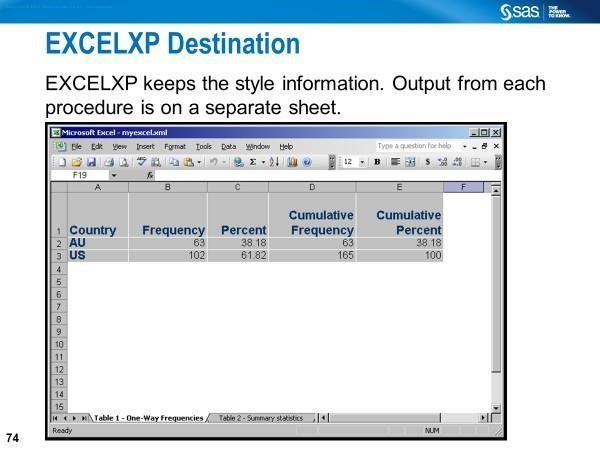 sas THE POWER TO KNOW.
EXCELXP Destination
EXCELXP keeps the style information. Output from each
procedure is on a separate sheet.
Microsoft Excel - myexcel.xml
File Edit View Insert Format Tools Data Window Help Type a question for help
12 B $
F19 fx
A B C D E F
1 Country Frequency Percent Cumulative Frequency Cumulative Percent
2 AU 63 38.18 63 38.18
3 US 102 61.82 165 100
4
5
6
7
8
9
10
11
12
13
14
15
Table 1 - One-Way Frequencies Table 2 - Summary statistics
Ready NUM
74